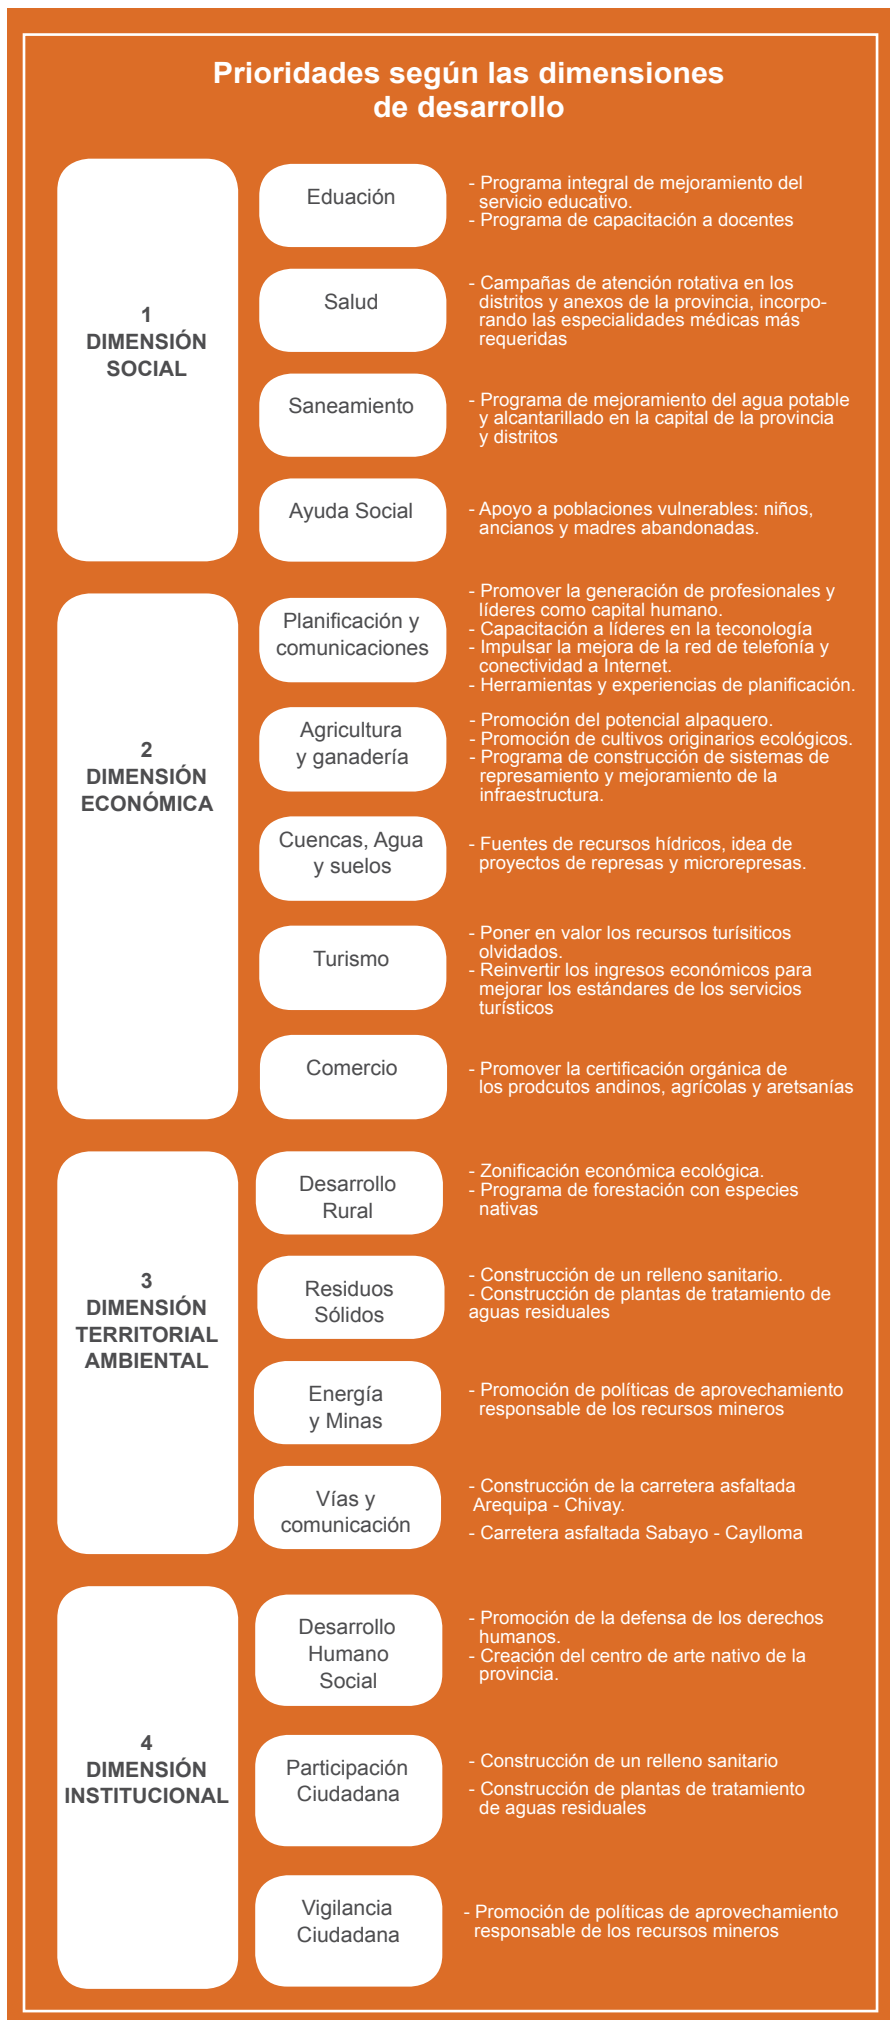 Prioridades según las dimensiones
de desarrollo
1
DIMENSIÓN
SOCIAL
Eduación
- Programa integral de mejoramiento del
servicio educativo.
- Programa de capacitación a docentes
Salud
- Campañas de atención rotativa en los
distritos y anexos de la provincia, incorpo-
rando las especialidades médicas más
requeridas
Saneamiento
- Programa de mejoramiento del agua potable
y alcantarillado en la capital de la provincia
y distritos
Ayuda Social
- Apoyo a poblaciones vulnerables: niños,
ancianos y madres abandonadas.
2
DIMENSIÓN
ECONÓMICA
Planificación y
comunicaciones
- Promover la generación de profesionales y
líderes como capital humano.
- Capacitación a líderes en la teconología
- Impulsar la mejora de la red de telefonía y
conectividad a Internet.
- Herramientas y experiencias de planificación.
Agricultura
y ganadería
- Promoción del potencial alpaquero.
- Promoción de cultivos originarios ecológicos.
- Programa de construcción de sistemas de
represamiento y mejoramiento de la
infraestructura.
Cuencas, Agua
y suelos
- Fuentes de recursos hídricos, idea de
proyectos de represas y microrepresas.
Turismo
- Poner en valor los recursos turísiticos
olvidados.
- Reinvertir los ingresos económicos para
mejorar los estándares de los servicios
turísticos
Comercio
- Promover la certificación orgánica de
los prodcutos andinos, agrícolas y aretsanías
3
DIMENSIÓN
TERRITORIAL
AMBIENTAL
Desarrollo
Rural
- Zonificación económica ecológica.
- Programa de forestación con especies
nativas
Residuos
Sólidos
- Construcción de un relleno sanitario.
- Construcción de plantas de tratamiento de
aguas residuales
Energía
y Minas
- Promoción de políticas de aprovechamiento
responsable de los recursos mineros
Vías y
comunicación
- Construcción de la carretera asfaltada
Arequipa - Chivay.
- Carretera asfaltada Sabayo - Caylloma
4
DIMENSIÓN
INSTITUCIONAL
Desarrollo
Humano
Social
- Promoción de la defensa de los derechos
humanos.
- Creación del centro de arte nativo de la
provincia.
Participación
Ciudadana
- Construcción de un relleno sanitario
- Construcción de plantas de tratamiento
de aguas residuales
Vigilancia
Ciudadana
- Promoción de políticas de aprovechamiento
responsable de los recursos mineros